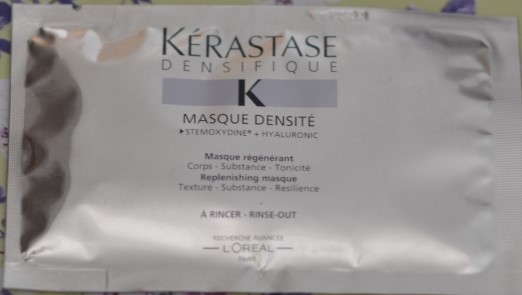 KÉRASTASE
DENSIFIQUE
K
MASQUE DENSITÉ
▶STEMOXYDINE® + HYALURONIC
Masque régénérant
Corps - Substance - Tonicité
Replenishing masque
Texture - Substance - Resilience
A RINCER - RINSE-OUT
RECHERCHE AVANCÉE
L'ORÉAL
PARIS